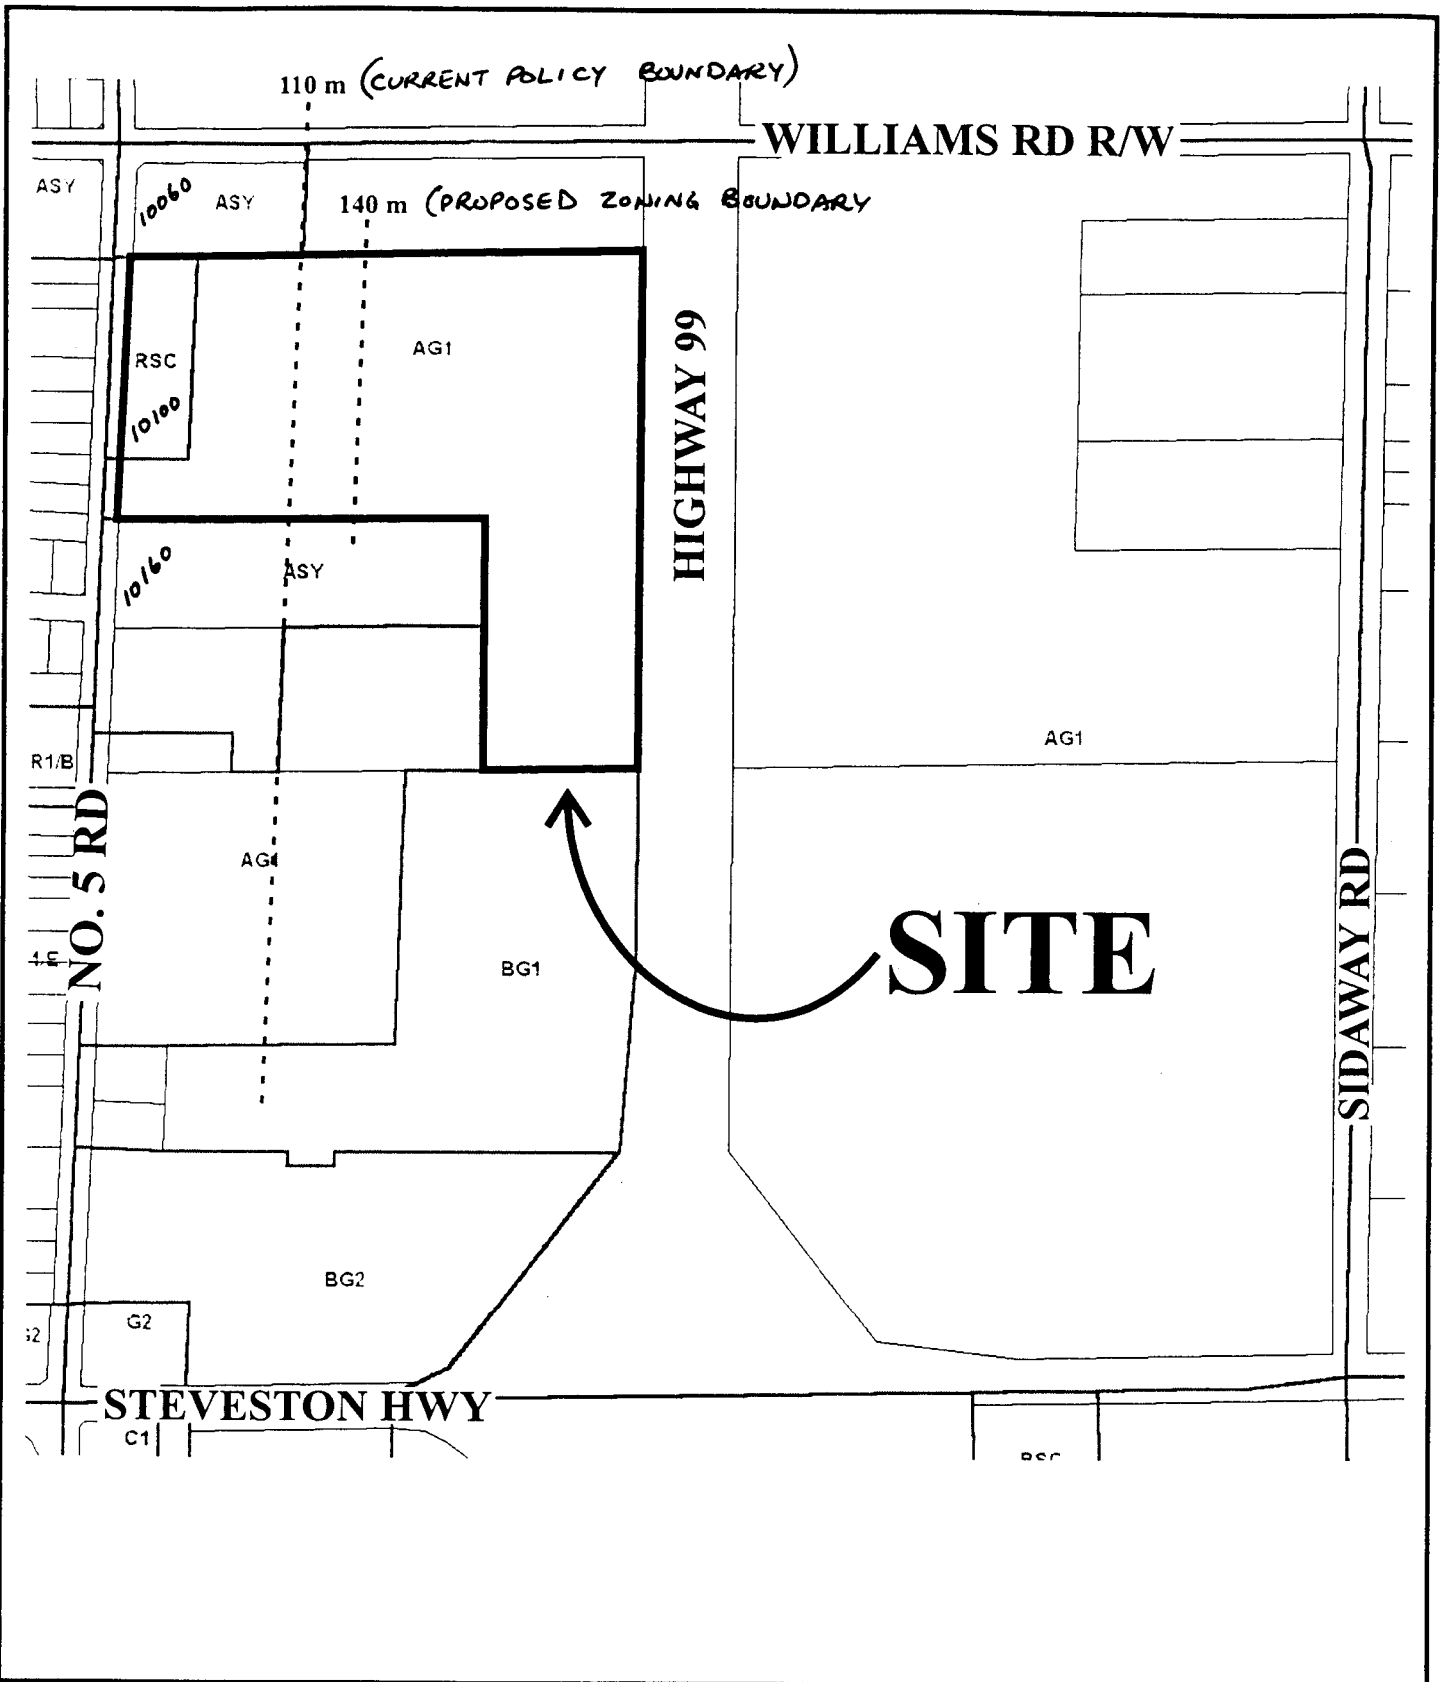 110 m (CURRENT POLICY BOUNDARY)
WILLIAMS RD R/W
ASY
10060
ASY
140 m (PROPOSED ZONING BOUNDARY
RSC
10100
AG1
HIGHWAY 99
10160
ASY
R1/B
AG1
NO. 5 RD
BG1
SITE
SIDAWAY RD
BG2
G2
STEVESTON HWY
C1
RSC